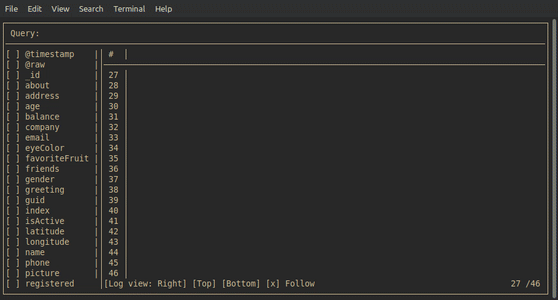 File Edit View Search Terminal Help
Query:
[ ] @timestamp || # |
[ ] @raw ||
[ ] _id || 27 |
[ ] about || 28 |
[ ] address || 29 |
[ ] age || 30 |
[ ] balance || 31 |
[ ] company || 32 |
[ ] email || 33 |
[ ] eyeColor || 34 |
[ ] favoriteFruit || 35 |
[ ] friends || 36 |
[ ] gender || 37 |
[ ] greeting || 38 |
[ ] guid || 39 |
[ ] index || 40 |
[ ] isActive || 41 |
[ ] latitude || 42 |
[ ] longitude || 43 |
[ ] name || 44 |
[ ] phone || 45 |
[ ] picture || 46 |
[ ] registered |[Log view: Right] [Top] [Bottom] [x] Follow 27 /46